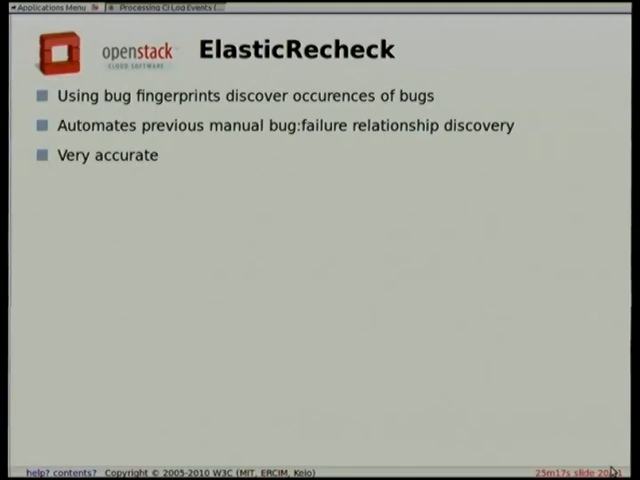 Applications Menu
Processing CI Log Events (...
openstack
CLOUD SOFTWARE
ElasticRecheck
Using bug fingerprints discover occurences of bugs
Automates previous manual bug:failure relationship discovery
Very accurate
help? contents? Copyright © 2005-2010 W3C (MIT, ERCIM, Keio)
25m17s slide